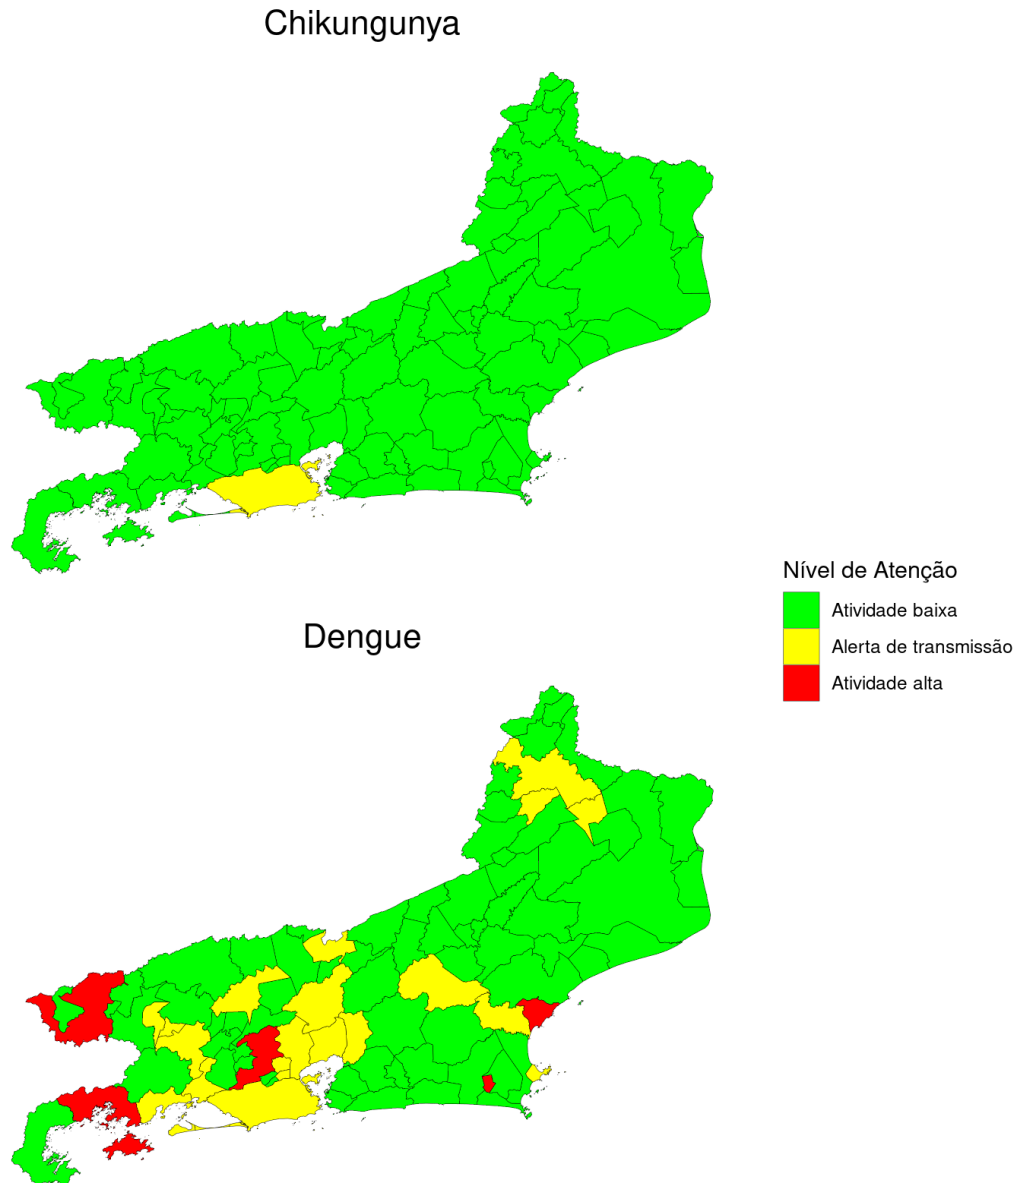 Chikungunya
Nível de Atenção
Atividade baixa
Alerta de transmissão
Atividade alta
Dengue